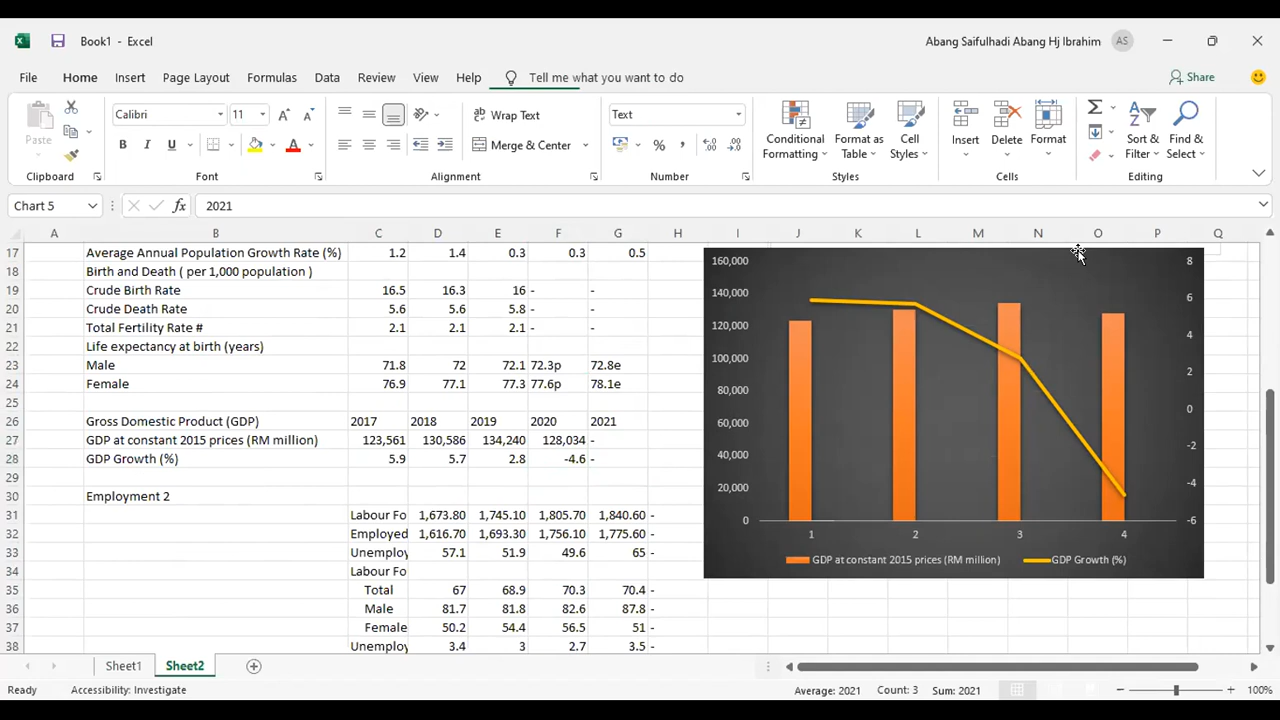 Book1 - Excel
Abang Saifulhadi Abang Hj Ibrahim AS
File Home Insert Page Layout Formulas Data Review View Help Tell me what you want to do Share
Paste Calibri 11 Wrap Text Text Conditional Formatting Format as Table Cell Styles Insert Delete Format Sort & Filter Find & Select
B I U A Merge & Center % ,
Clipboard Font Alignment Number Styles Cells Editing
Chart 5 fx 2021
A B C D E F G H I J K L M N O P Q
17 Average Annual Population Growth Rate (%) 1.2 1.4 0.3 0.3 0.5
18 Birth and Death ( per 1,000 population )
19 Crude Birth Rate 16.5 16.3 16 - -
20 Crude Death Rate 5.6 5.6 5.8 - -
21 Total Fertility Rate # 2.1 2.1 2.1 - -
22 Life expectancy at birth (years)
23 Male 71.8 72 72.1 72.3p 72.8e
24 Female 76.9 77.1 77.3 77.6p 78.1e
25
26 Gross Domestic Product (GDP) 2017 2018 2019 2020 2021
27 GDP at constant 2015 prices (RM million) 123,561 130,586 134,240 128,034 -
28 GDP Growth (%) 5.9 5.7 2.8 -4.6 -
29
30 Employment 2
31 Labour Fo 1,673.80 1,745.10 1,805.70 1,840.60 -
32 Employed 1,616.70 1,693.30 1,756.10 1,775.60 -
33 Unemploy 57.1 51.9 49.6 65 -
34 Labour Fo
35 Total 67 68.9 70.3 70.4 -
36 Male 81.7 81.8 82.6 87.8 -
37 Female 50.2 54.4 56.5 51 -
38 Unemploy 3.4 3 2.7 3.5 -
160,000 8
140,000 6
120,000 4
100,000 2
80,000 0
60,000 -2
40,000 -4
20,000 -6
0
1 2 3 4
GDP at constant 2015 prices (RM million) GDP Growth (%)
Sheet1 Sheet2
Ready Accessibility: Investigate Average: 2021 Count: 3 Sum: 2021 100%